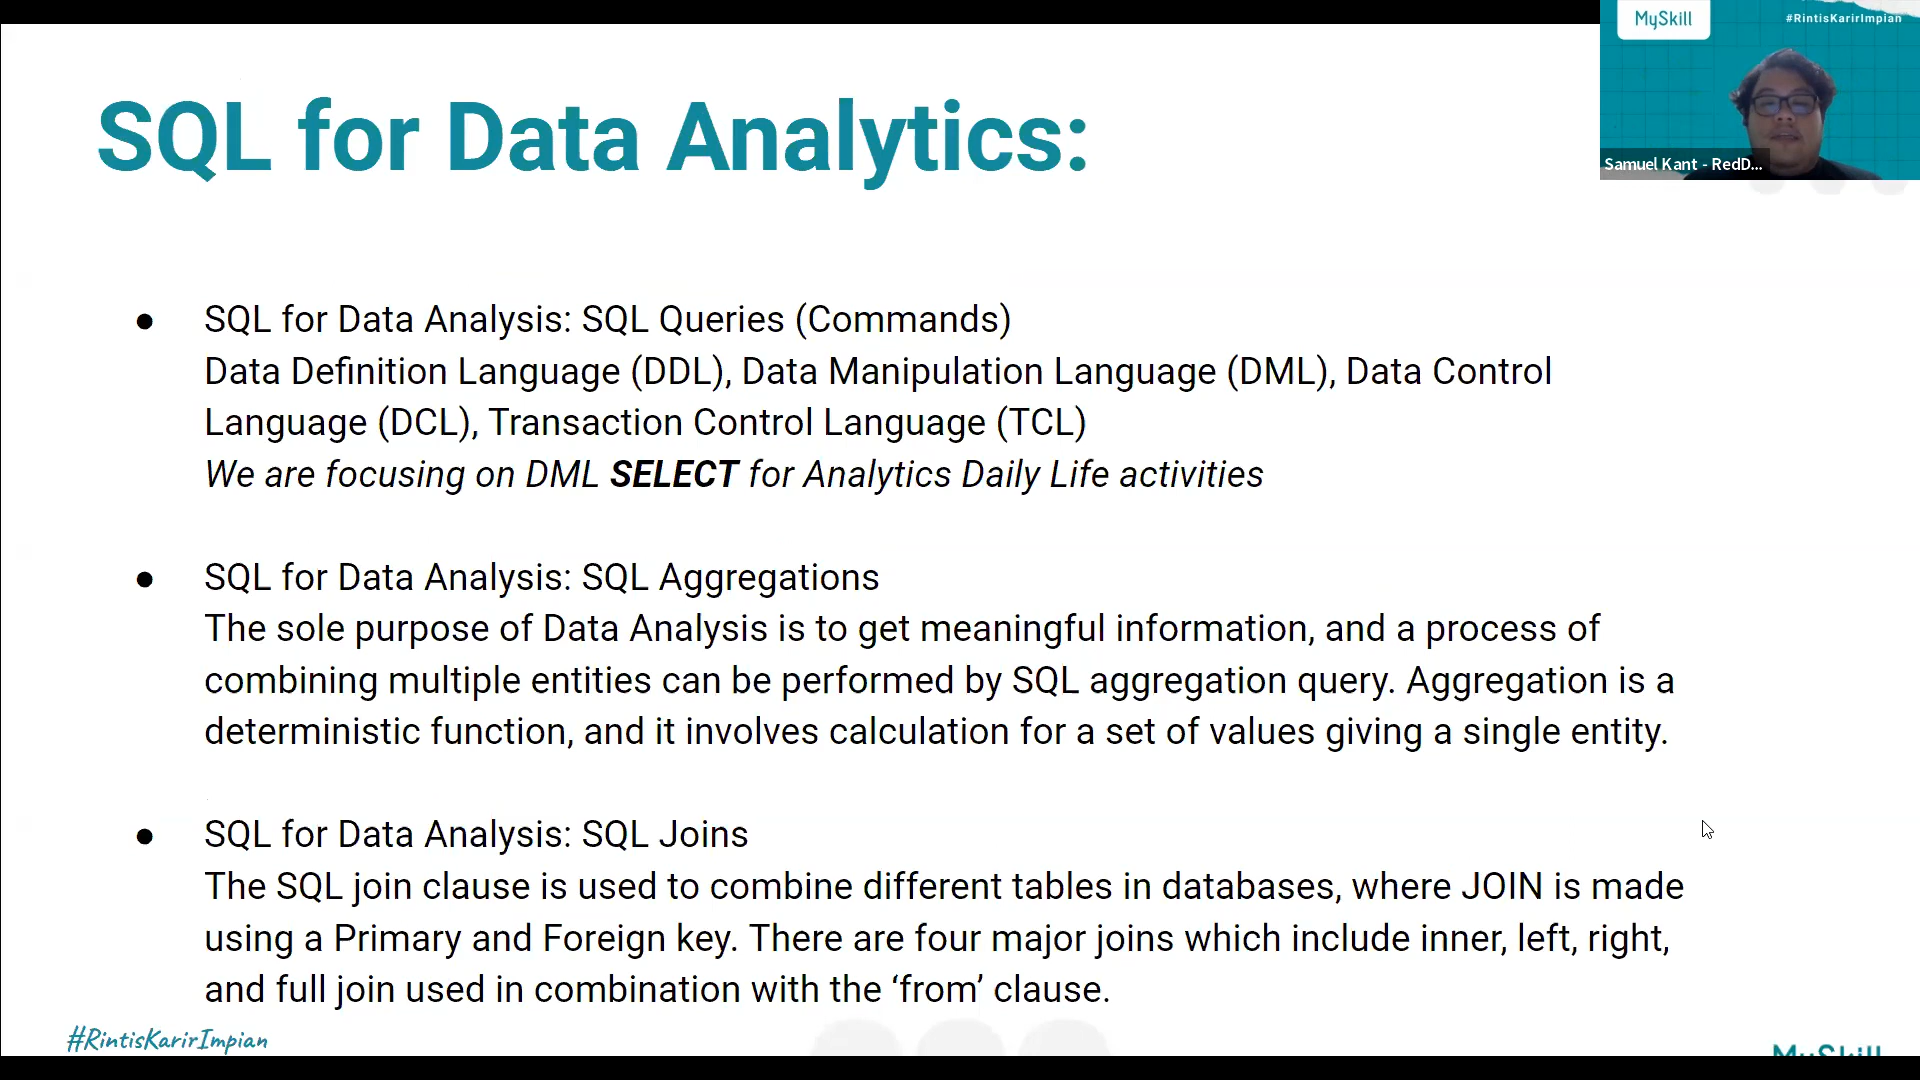 MySkill
#RintisKarirImpian
Samuel Kant - RedD...
SQL for Data Analytics:
● SQL for Data Analysis: SQL Queries (Commands)
Data Definition Language (DDL), Data Manipulation Language (DML), Data Control
Language (DCL), Transaction Control Language (TCL)
We are focusing on DML SELECT for Analytics Daily Life activities
● SQL for Data Analysis: SQL Aggregations
The sole purpose of Data Analysis is to get meaningful information, and a process of
combining multiple entities can be performed by SQL aggregation query. Aggregation is a
deterministic function, and it involves calculation for a set of values giving a single entity.
● SQL for Data Analysis: SQL Joins
The SQL join clause is used to combine different tables in databases, where JOIN is made
using a Primary and Foreign key. There are four major joins which include inner, left, right,
and full join used in combination with the ‘from’ clause.
#RintisKarirImpian
MySkill